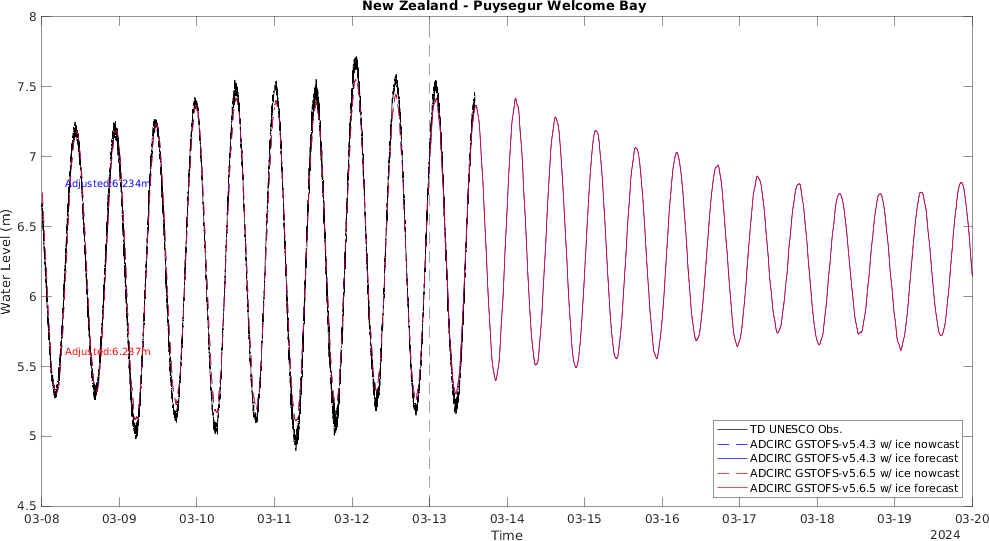 New Zealand - Puysegur Welcome Bay
8
7.5
7
6.5
6
5.5
5
4.5
Water Level (m)
Adjusted:6.234m
Adjusted:6.237m
TD UNESCO Obs.
ADCIRC GSTOFS-v5.4.3 w/ ice nowcast
ADCIRC GSTOFS-v5.4.3 w/ ice forecast
ADCIRC GSTOFS-v5.6.5 w/ ice nowcast
ADCIRC GSTOFS-v5.6.5 w/ ice forecast
03-08 03-09 03-10 03-11 03-12 03-13 03-14 03-15 03-16 03-17 03-18 03-19 03-20
Time
2024